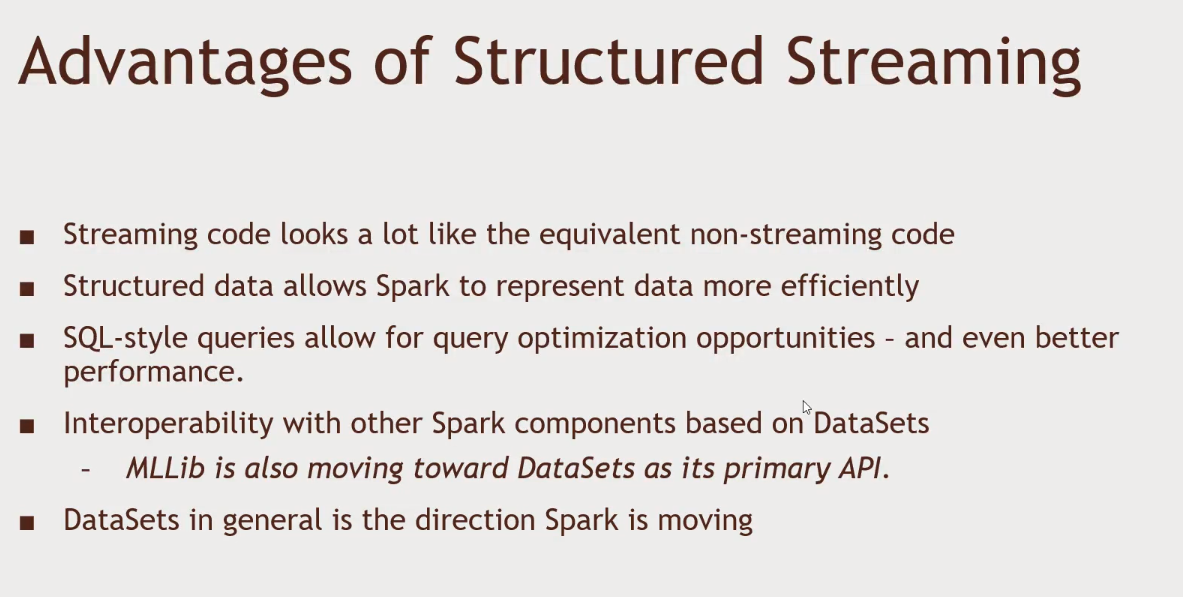 Advantages of Structured Streaming
■ Streaming code looks a lot like the equivalent non-streaming code
■ Structured data allows Spark to represent data more efficiently
■ SQL-style queries allow for query optimization opportunities – and even better
performance.
■ Interoperability with other Spark components based on DataSets
– MLLib is also moving toward DataSets as its primary API.
■ DataSets in general is the direction Spark is moving